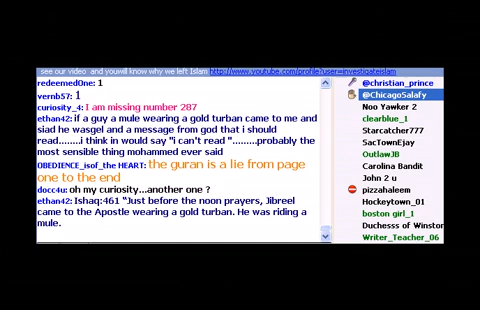 see our video and youwill know why we left Islam http://www.youtube.com/profile?user=investigateislam
redeemedOne: 1
vernb57: 1
curiosity_4: I am missing number 287
ethan42: if a guy a mule wearing a gold turban came to me and
siad he wasgel and a message from god that i should
read........i think in would say "i can't read ".........probably the
most sensible thing mohammed ever said
OBEDIENCE_isof_the HEART: the guran is a lie from page
one to the end
docc4u: oh my curiosity...another one ?
ethan42: Ishaq:461 "Just before the noon prayers, Jibreel
came to the Apostle wearing a gold turban. He was riding a
mule.
@christian_prince
@ChicagoSalafy
Noo Yawker 2
clearblue_1
Starcatcher777
SacTownEjay
OutlawJB
Carolina Bandit
John 2 u
pizzahaleem
Hockeytown_01
boston girl_1
Duchesss of Winstor
Writer_Teacher_06